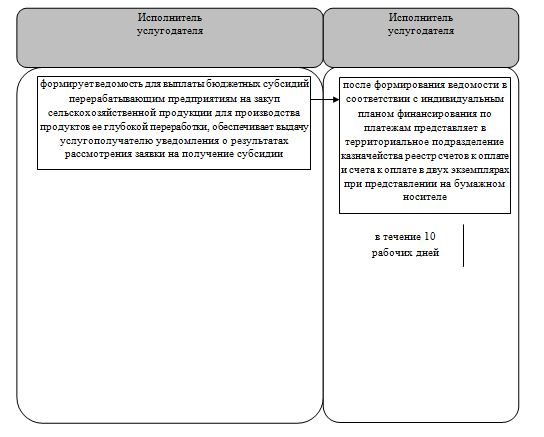 Исполнитель
услугодателя
Исполнитель
услугодателя
формирует ведомость для выплаты бюджетных субсидий
перерабатывающим предприятиям на закуп
сельскохозяйственной продукции для производства
продуктов ее глубокой переработки, обеспечивает выдачу
услугополучателю уведомления о результатах
рассмотрения заявки на получение субсидии
после формирования ведомости в
соответствии с индивидуальным
планом финансирования по
платежам представляет в
территориальное подразделение
казначейства реестр счетов к оплате
и счета к оплате в двух экземплярах
при представлении на бумажном
носителе
в течение 10
рабочих дней